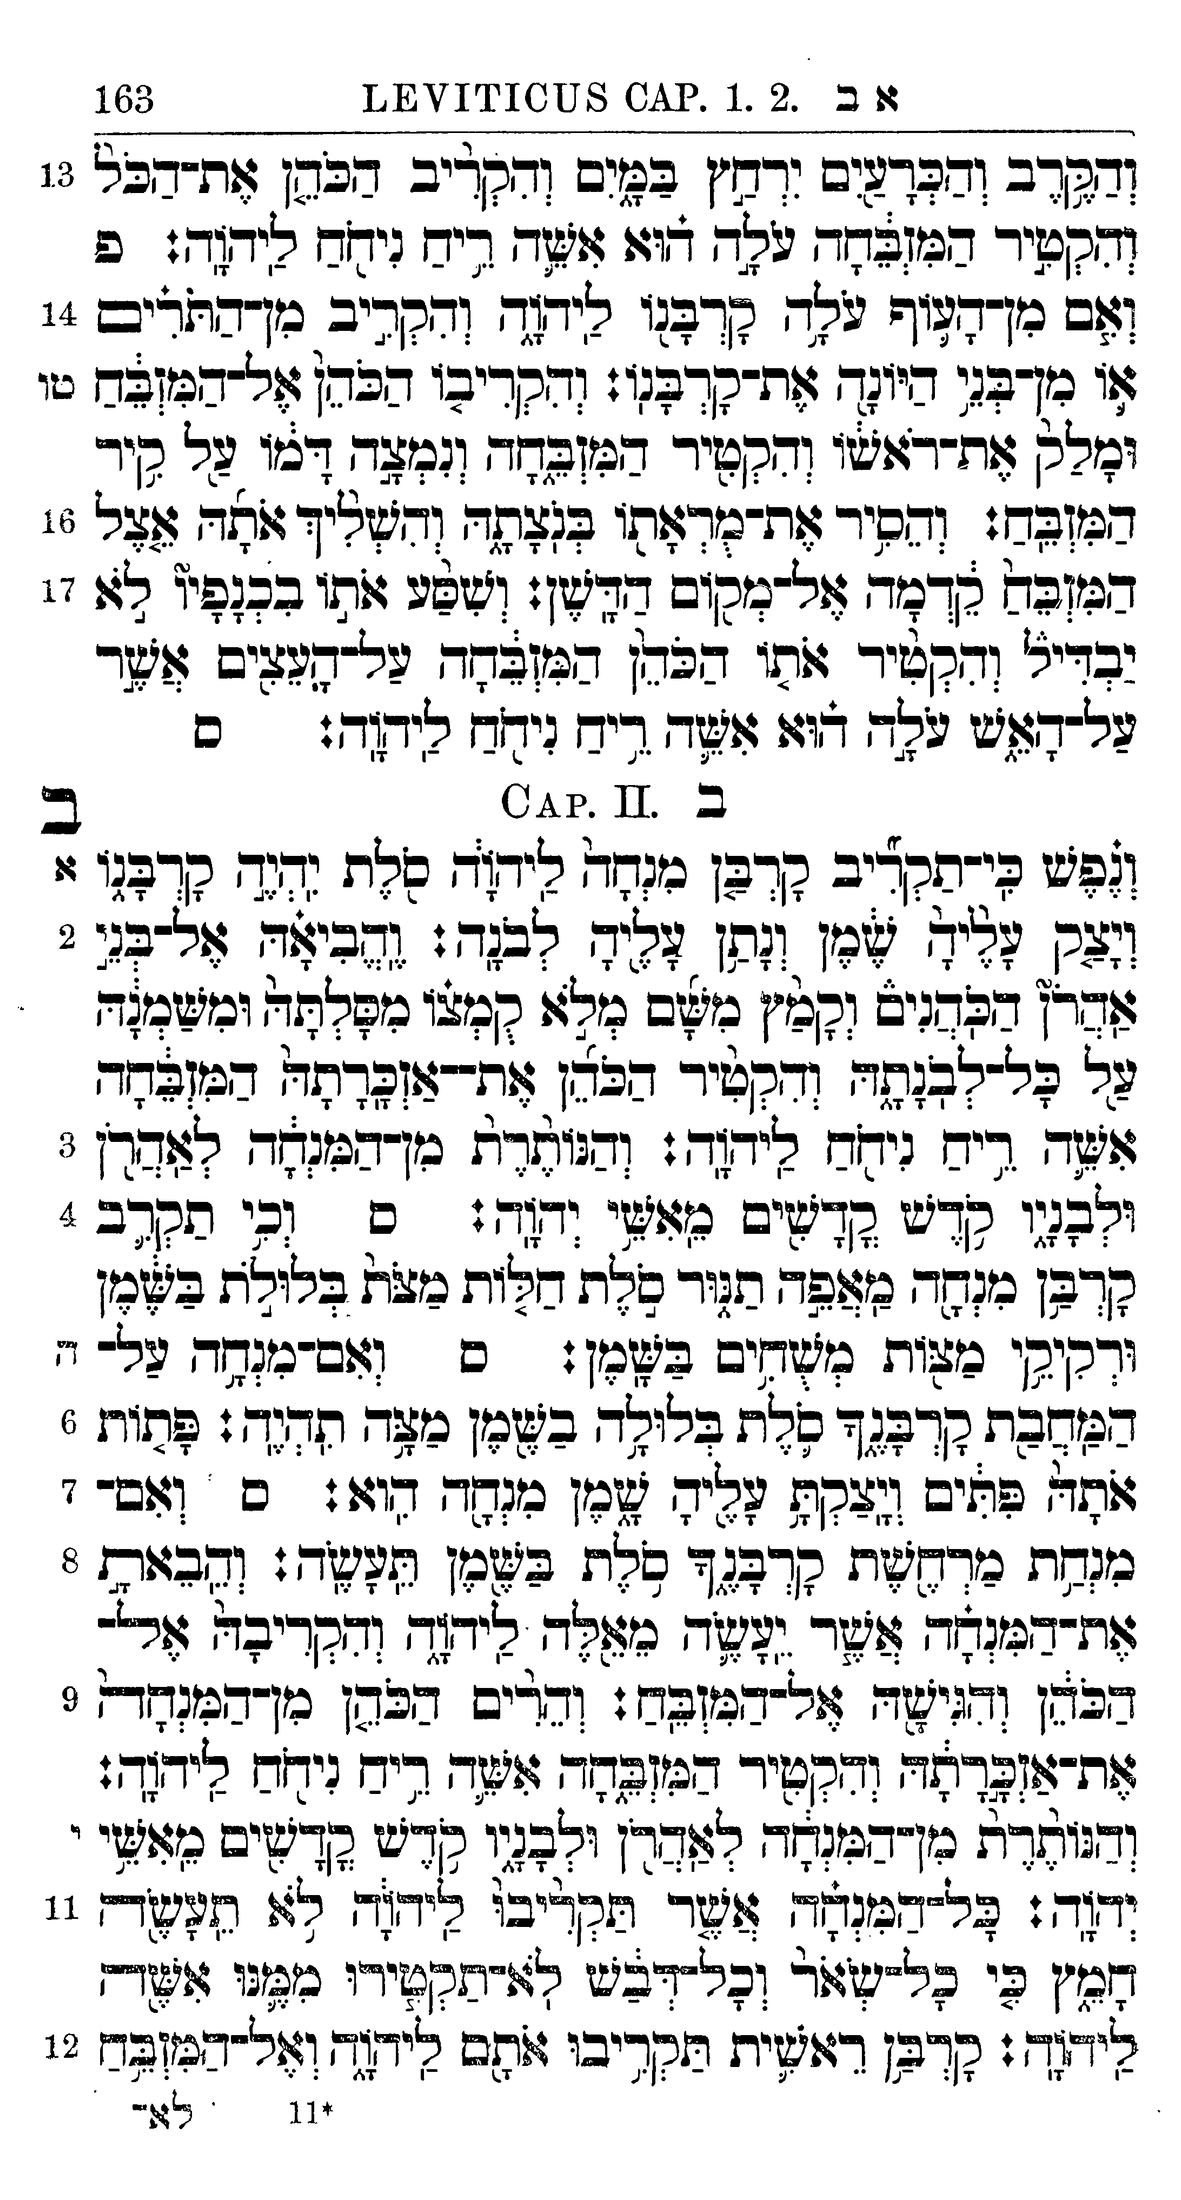 163 LEVITICUS CAP. 1. 2. א ב
13 וְהַקֶּ֥רֶב וְהַכְּרָעַ֖יִם יִרְחַ֣ץ בַּמָּ֑יִם וְהִקְרִ֨יב הַכֹּהֵ֤ן אֶת־הַכֹּל֙
וְהִקְטִ֣יר הַמִּזְבֵּ֔חָה עֹלָ֣ה ה֗וּא אִשֵּ֛ה רֵ֥יחַ נִיחֹ֖חַ לַיהוָֽה׃ פ
14 וְאִ֧ם מִן־הָע֛וֹף עֹלָ֥ה קָרְבָּנ֖וֹ לַֽיהוָ֑ה וְהִקְרִ֣יב מִן־הַתֹּרִ֗ים
טו א֛וֹ מִן־בְּנֵ֥י הַיּוֹנָ֖ה אֶת־קָרְבָּנֽוֹ׃ וְהִקְרִיב֤וֹ הַכֹּהֵן֙ אֶל־הַמִּזְבֵּ֔חַ
וּמָלַק֙ אֶת־רֹאשׁ֔וֹ וְהִקְטִ֖יר הַמִּזְבֵּ֑חָה וְנִמְצָ֣ה דָמ֔וֹ עַ֖ל קִ֥יר
16 הַמִּזְבֵּֽחַ׃ וְהֵסִ֥יר אֶת־מֻרְאָת֖וֹ בְּנֹצָתָ֑הּ וְהִשְׁלִ֨יךְ אֹתָ֜הּ אֵ֤צֶל
17 הַמִּזְבֵּ֙חַ֙ קֵ֔דְמָה אֶל־מְק֖וֹם הַדָּֽשֶׁן׃ וְשִׁסַּ֨ע אֹת֣וֹ בִכְנָפָיו֮ לֹ֣א
יַבְדִּיל֒ וְהִקְטִ֨יר אֹת֤וֹ הַכֹּהֵן֙ הַמִּזְבֵּ֔חָה עַל־הָעֵצִ֖ים אֲשֶׁ֣ר
עַל־הָאֵ֑שׁ עֹלָ֣ה ה֗וּא אִשֵּׁ֛ה רֵ֥יחַ נִיחֹ֖חַ לַיהוָֽה׃ ס
ב CAP. II. ב
א וְנֶ֗פֶשׁ כִּֽי־תַקְרִ֞יב קָרְבַּ֤ן מִנְחָה֙ לַֽיהוָ֔ה סֹ֖לֶת יִהְיֶ֣ה קָרְבָּנ֑וֹ
2 וְיָצַ֤ק עָלֶ֙יהָ֙ שֶׁ֔מֶן וְנָתַ֥ן עָלֶ֖יהָ לְבֹנָֽה׃ וֶֽהֱבִיאָ֗הּ אֶל־בְּנֵ֣י
אַהֲרֹן֮ הַכֹּהֲנִים֒ וְקָמַ֨ץ מִשָּׁ֜ם מְלֹ֣א קֻמְצ֗וֹ מִסָּלְתָּהּ֙ וּמִשַּׁמְנָ֔הּ
עַ֖ל כָּל־לְבֹנָתָ֑הּ וְהִקְטִ֨יר הַכֹּהֵ֜ן אֶת־אַזְכָּרָתָהּ֙ הַמִּזְבֵּ֔חָה
3 אִשֵּׁ֛ה רֵ֥יחַ נִיחֹ֖חַ לַיהוָֽה׃ וְהַנּוֹתֶ֙רֶת֙ מִן־הַמִּנְחָ֔ה לְאַהֲרֹ֖ן
4 וּלְבָנָ֑יו קֹ֥דֶשׁ קָֽדָשִׁ֖ים מֵאִשֵּׁ֥י יְהוָֽה׃ ס וְכִ֥י תַקְרִ֛ב
קָרְבַּ֥ן מִנְחָ֖ה מַאֲפֵ֣ה תַנּ֑וּר סֹ֣לֶת חַלּ֤וֹת מַצֹּת֙ בְּלוּלֹ֣ת בַּשֶּׁ֔מֶן
ה וּרְקִיקֵ֥י מַצּ֖וֹת מְשֻׁחִ֥ים בַּשָּֽׁמֶן׃ ס וְאִם־מִנְחָ֥ה עַל־
6 הַֽמַּחֲבַ֖ת קָרְבָּנֶ֑ךָ סֹ֛לֶת בְּלוּלָ֥ה בַשֶּׁ֖מֶן מַצָּ֥ה תִהְיֶֽה׃ פָּת֤וֹת
7 אֹתָהּ֙ פִּתִּ֔ים וְיָצַקְתָּ֥ עָלֶ֖יהָ שָׁ֑מֶן מִנְחָ֖ה הִֽוא׃ ס וְאִם־
8 מִנְחַ֥ת מַרְחֶ֖שֶׁת קָרְבָּנֶ֑ךָ סֹ֥לֶת בַּשֶּׁ֖מֶן תֵּעָשֶֽׂה׃ וְהֵבֵאתָ֣
אֶת־הַמִּנְחָ֗ה אֲשֶׁ֧ר יֵעָשֶׂ֛ה מֵאֵ֖לֶּה לַיהוָ֑ה וְהִקְרִיבָהּ֙ אֶל־
9 הַכֹּהֵ֔ן וְהִגִּישָׁ֖הּ אֶל־הַמִּזְבֵּֽחַ׃ וְהֵרִ֨ים הַכֹּהֵ֤ן מִן־הַמִּנְחָה֙
אֶת־אַזְכָּ֣רָתָ֔הּ וְהִקְטִ֖יר הַמִּזְבֵּ֑חָה אִשֵּׁ֛ה רֵ֥יחַ נִיחֹ֖חַ לַיהוָֽה׃
י וְהַנּוֹתֶ֙רֶת֙ מִן־הַמִּנְחָ֔ה לְאַהֲרֹ֖ן וּלְבָנָ֑יו קֹ֥דֶשׁ קָֽדָשִׁ֖ים מֵאִשֵּׁ֥י
11 יְהוָֽה׃ כָּל־הַמִּנְחָ֗ה אֲשֶׁ֤ר תַּקְרִ֙יבוּ֙ לַיהוָ֔ה לֹ֥א תֵעָשֶׂ֖ה
חָמֵ֑ץ כִּ֤י כָל־שְׂאֹר֙ וְכָל־דְּבַ֔שׁ לֹֽא־תַקְטִ֧ירוּ מִמֶּ֛נּוּ אִשֶּׁ֖ה
12 לַֽיהוָֽה׃ קָרְבַּ֥ן רֵאשִׁ֛ית תַּקְרִ֥יבוּ אֹתָ֖ם לַיהוָ֑ה וְאֶל־הַמִּזְבֵּ֥חַ
11* לא־